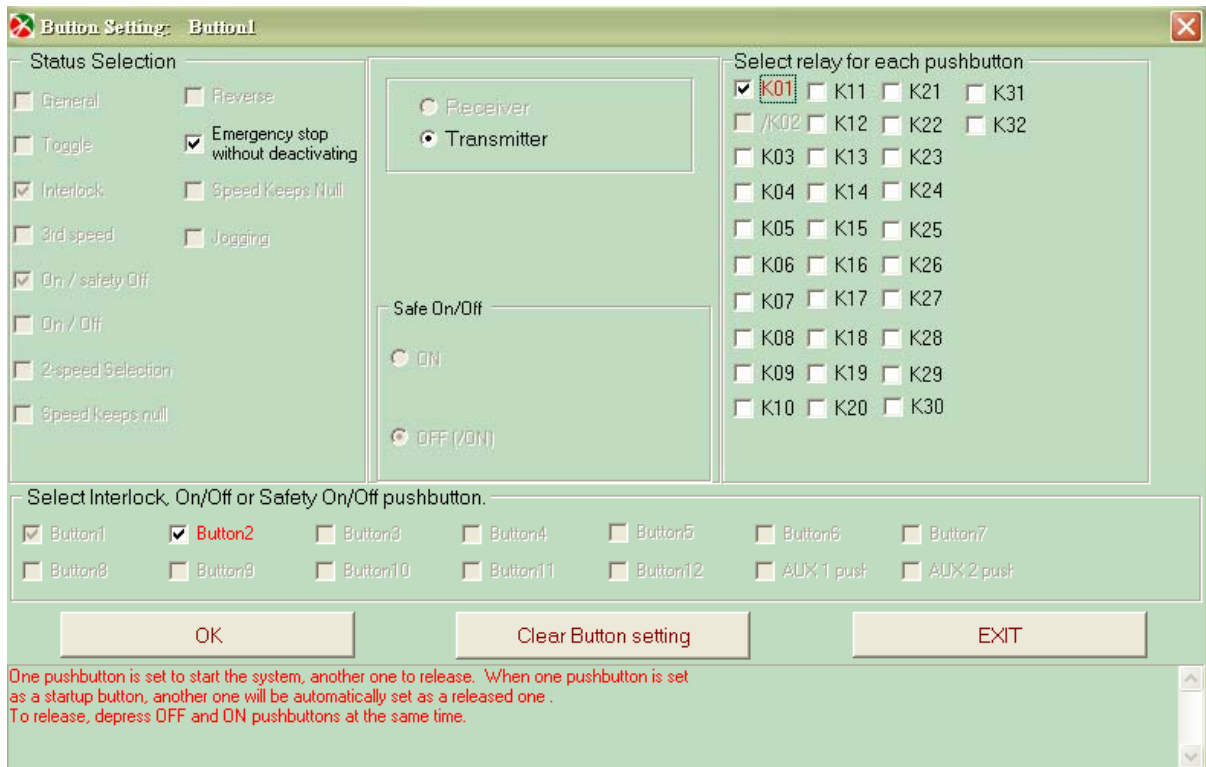 Button Setting: Button1
Status Selection
General
Reverse
Toggle
Emergency stop
without deactivating
Interlock
Speed Keeps Null
3rd speed
Jogging
On / safety Off
On / Off
2-speed Selection
Speed Keeps null
Receiver
Transmitter
Safe On/Off
ON
OFF (/ON)
Select relay for each pushbutton
K01 K11 K21 K31
/K02 K12 K22 K32
K03 K13 K23
K04 K14 K24
K05 K15 K25
K06 K16 K26
K07 K17 K27
K08 K18 K28
K09 K19 K29
K10 K20 K30
Select Interlock, On/Off or Safety On/Off pushbutton.
Button1 Button2 Button3 Button4 Button5 Button6 Button7
Button8 Button9 Button10 Button11 Button12 AUX 1 push AUX 2 push
OK Clear Button setting EXIT
One pushbutton is set to start the system, another one to release. When one pushbutton is set
as a startup button, another one will be automatically set as a released one .
To release, depress OFF and ON pushbuttons at the same time.